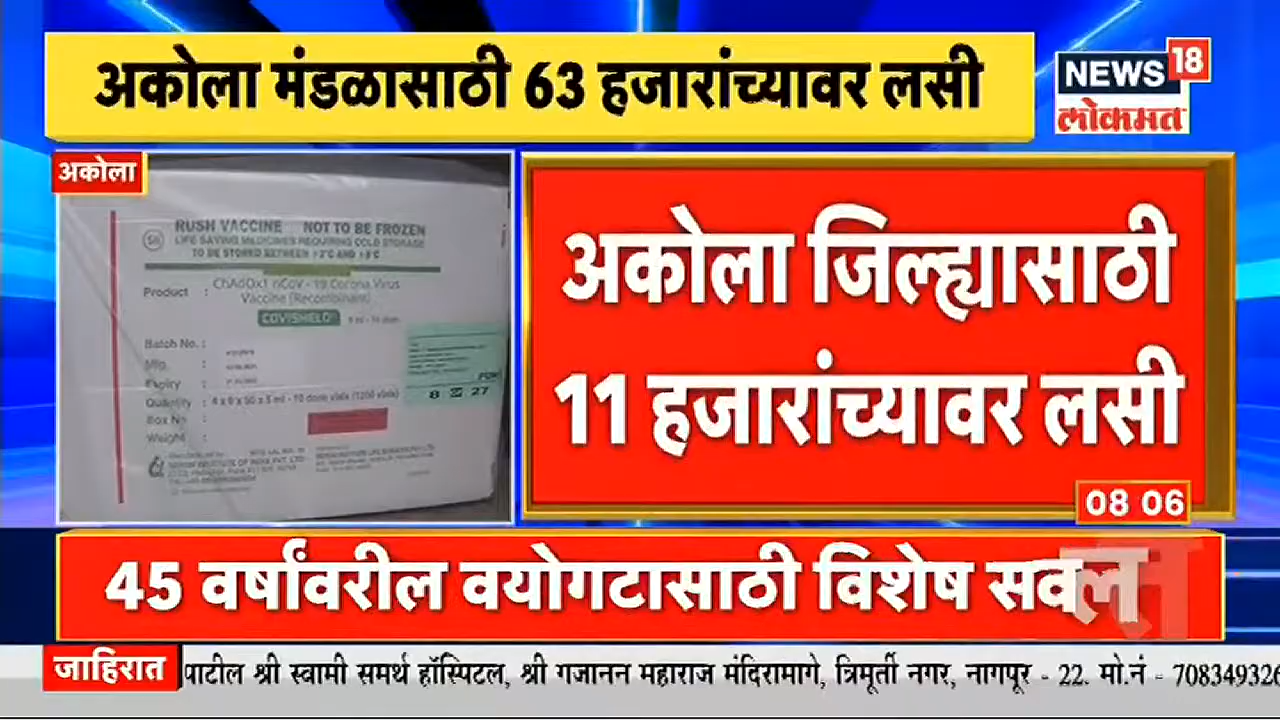 अकोला मंडळासाठी 63 हजारांच्यावर लसी
NEWS 18
लोकमत
अकोला
RUSH VACCINE NOT TO BE FROZEN
LIFE SAVING MEDICINES REQUIRING COLD STORAGE
TO BE STORED BETWEEN +2°C AND +8°C
Product : ChAdOx1 nCoV - 19 Corona Virus
Vaccine (Recombinant)
COVISHIELD
Batch No. :
Mfg. :
Expiry :
Quantity :
Box No :
Weight :
8 27
अकोला जिल्ह्यासाठी
11 हजारांच्यावर लसी
08 06
45 वर्षांवरील वयोगटासाठी विशेष सवल
जाहिरात
पाटील श्री स्वामी समर्थ हॉस्पिटल, श्री गजानन महाराज मंदिरामागे, त्रिमूर्ती नगर, नागपूर - 22. मो.नं - 708349326